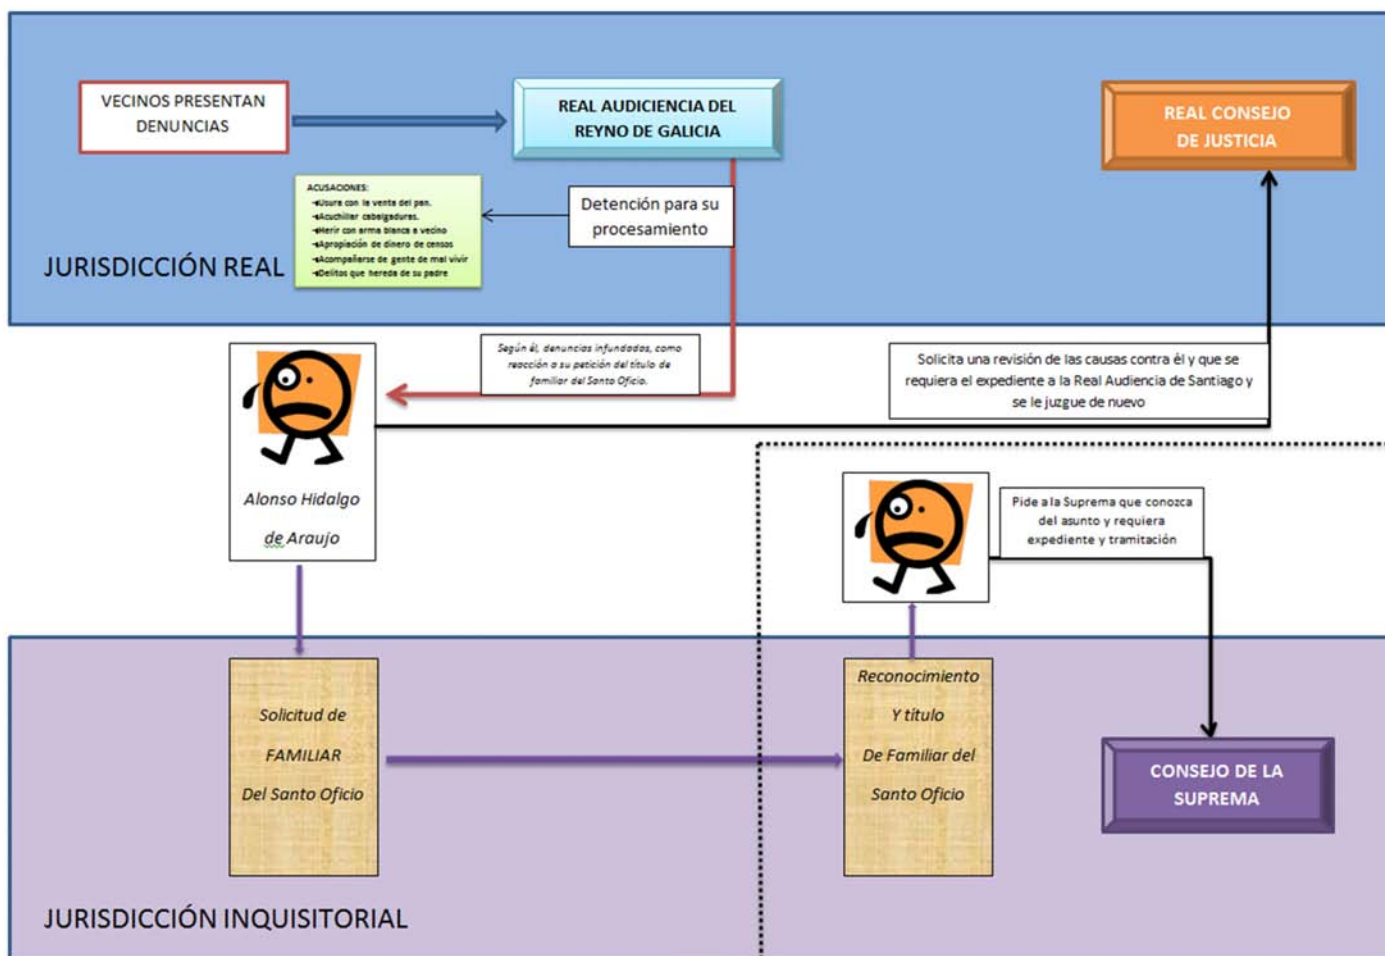 VECINOS PRESENTAN
DENUNCIAS
REAL AUDICIENCIA DEL
REYNO DE GALICIA
REAL CONSEJO
DE JUSTICIA
ACUSACIONES:
Usura con la venta del pan.
Acuchillar cabalgaduras.
Herir con arma blanca a vecino
Apropiación de dinero de censos
Acompañarse de gente de mal vivir
Delitos que hereda de su padre
Detención para su
procesamiento
JURISDICCIÓN REAL
Según él, denuncias infundadas, como
reacción a su petición del título de
familiar del Santo Oficio.
Solicita una revisión de las causas contra él y que se
requiera el expediente a la Real Audiencia de Santiago y
se le juzgue de nuevo
Alonso Hidalgo
de Araujo
Pide a la Suprema que conozca
del asunto y requiera
expediente y tramitación
Solicitud de
FAMILIAR
Del Santo Oficio
Reconocimiento
Y título
De Familiar del
Santo Oficio
CONSEJO DE LA
SUPREMA
JURISDICCIÓN INQUISITORIAL